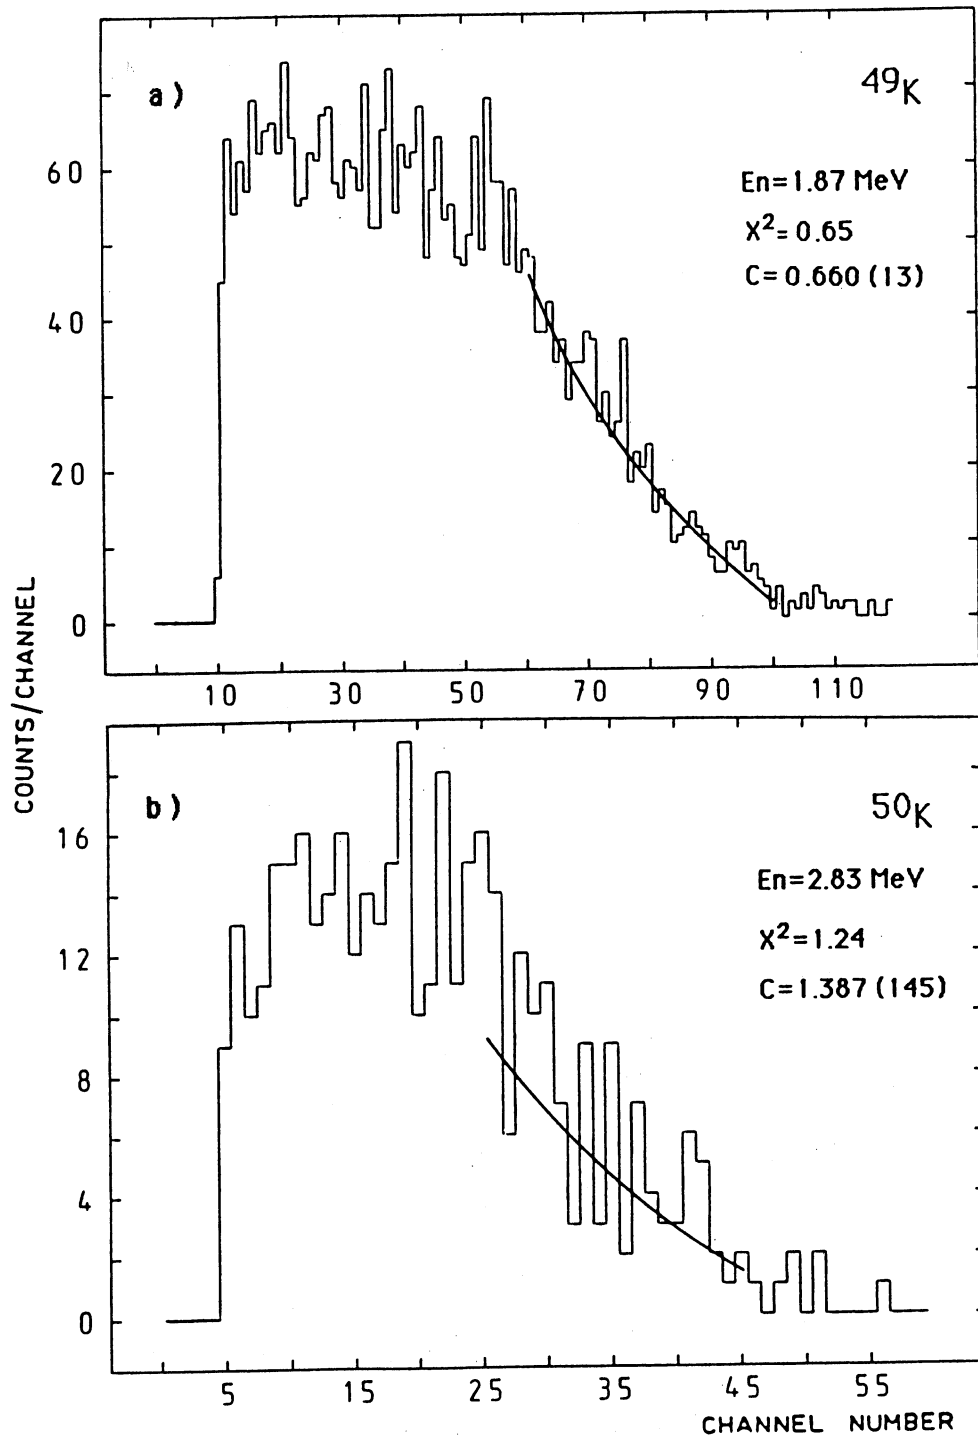 a)
49K
En=1.87 MeV
X²=0.65
C=0.660 (13)
60
40
20
0
10 30 50 70 90 110
COUNTS/CHANNEL
b)
50K
En=2.83 MeV
X²=1.24
C=1.387 (145)
16
12
8
4
0
5 15 25 35 45 55
CHANNEL NUMBER